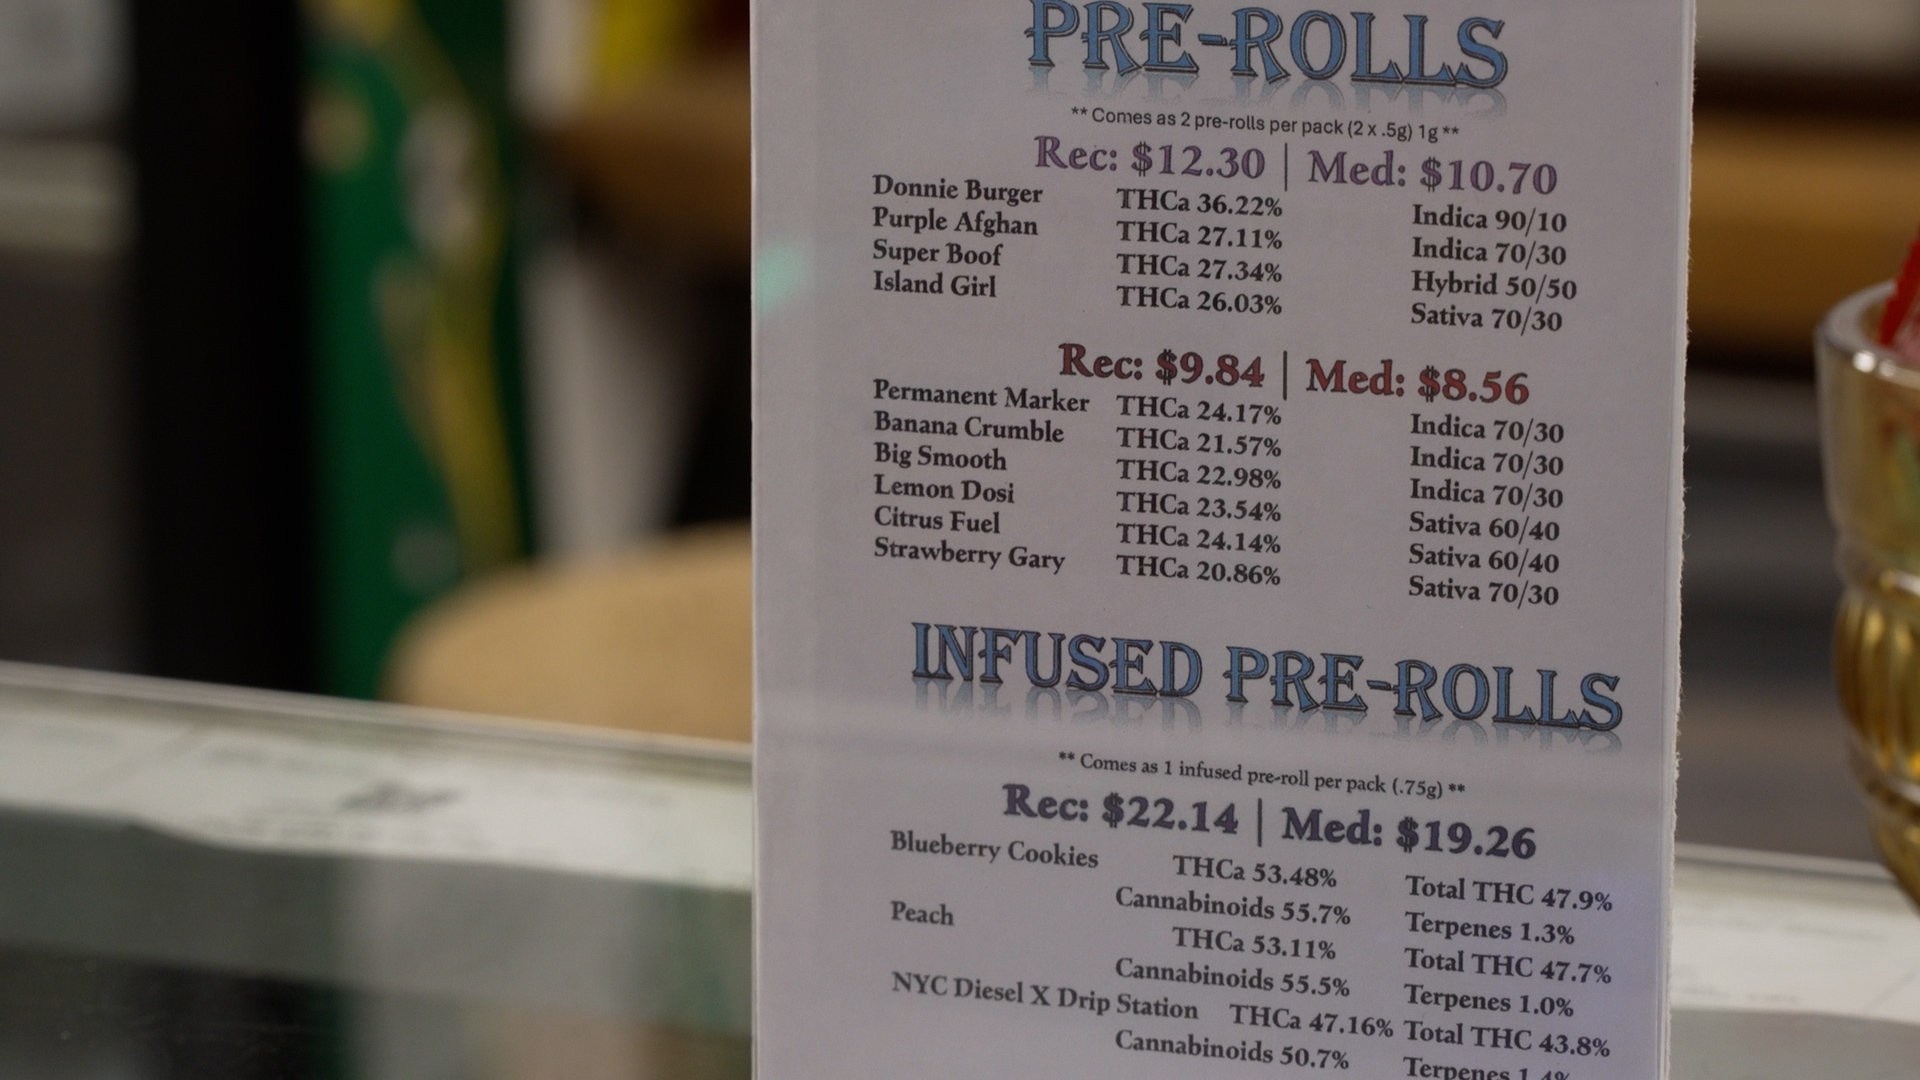 PRE-ROLLS
** Comes as 2 pre-rolls per pack (2 x .5g) 1g **
Rec: $12.30 | Med: $10.70
Donnie Burger THCa 36.22% Indica 90/10
Purple Afghan THCa 27.11% Indica 70/30
Super Boof THCa 27.34% Hybrid 50/50
Island Girl THCa 26.03% Sativa 70/30
Rec: $9.84 | Med: $8.56
Permanent Marker THCa 24.17% Indica 70/30
Banana Crumble THCa 21.57% Indica 70/30
Big Smooth THCa 22.98% Indica 70/30
Lemon Dosi THCa 23.54% Sativa 60/40
Citrus Fuel THCa 24.14% Sativa 60/40
Strawberry Gary THCa 20.86% Sativa 70/30
INFUSED PRE-ROLLS
** Comes as 1 infused pre-roll per pack (.75g) **
Rec: $22.14 | Med: $19.26
Blueberry Cookies THCa 53.48% Total THC 47.9%
Cannabinoids 55.7% Terpenes 1.3%
Peach THCa 53.11% Total THC 47.7%
Cannabinoids 55.5% Terpenes 1.0%
NYC Diesel X Drip Station THCa 47.16% Total THC 43.8%
Cannabinoids 50.7% Terpenes 1.4%